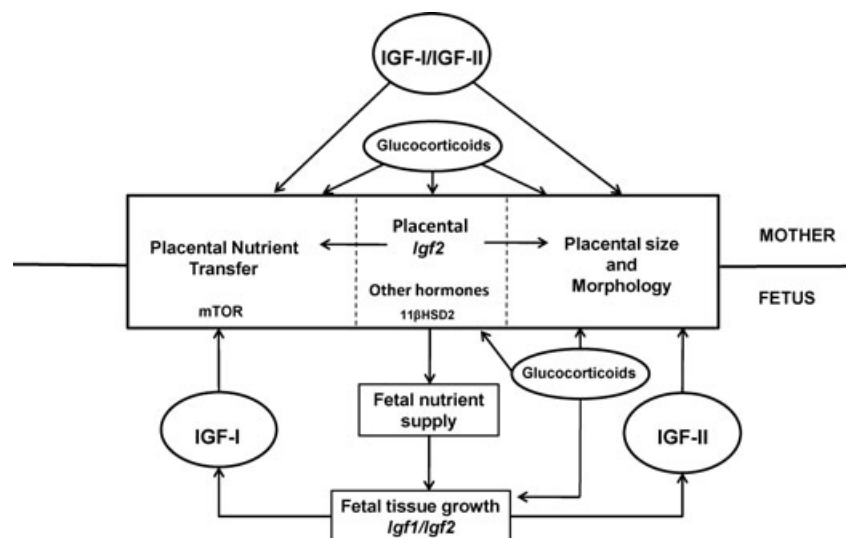 IGF-I/IGF-II
Glucocorticoids
Placental Nutrient
Transfer
mTOR
Placental
Igf2
Other hormones
11βHSD2
Placental size
and
Morphology
MOTHER
FETUS
Glucocorticoids
Fetal nutrient
supply
IGF-I
IGF-II
Fetal tissue growth
Igf1/Igf2